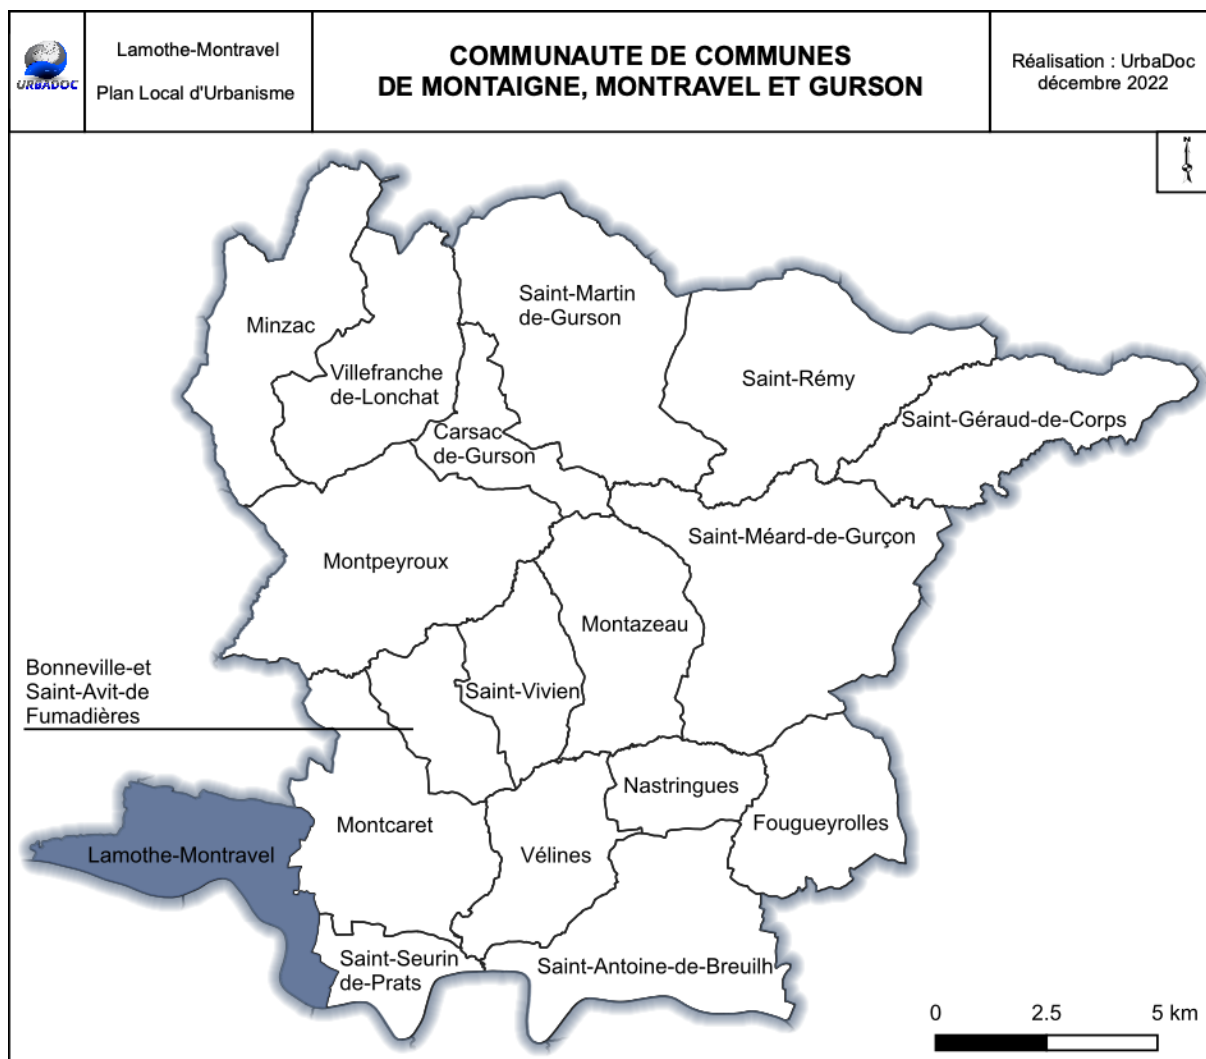 URBADOC
Lamothe-Montravel
Plan Local d'Urbanisme
COMMUNAUTE DE COMMUNES
DE MONTAIGNE, MONTRAVEL ET GURSON
Réalisation : UrbaDoc
décembre 2022
N
Minzac
Saint-Martin
de-Gurson
Villefranche
de-Lonchat
Saint-Rémy
Saint-Géraud-de-Corps
Carsac
de-Gurson
Saint-Méard-de-Gurçon
Montpeyroux
Montazeau
Bonneville-et
Saint-Avit-de
Fumadières
Saint-Vivien
Nastringues
Montcaret
Fougueyrolles
Lamothe-Montravel
Vélines
Saint-Seurin
de-Prats
Saint-Antoine-de-Breuilh
0 2.5 5 km